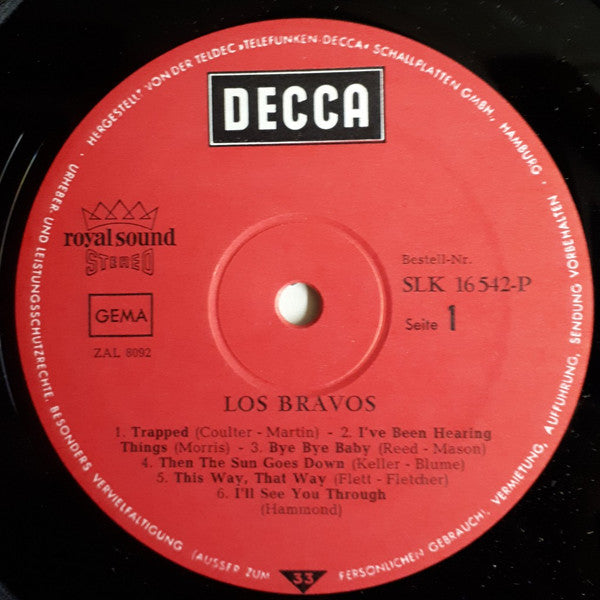 · HERGESTELLT VON DER TELDEC »TELEFUNKEN-DECCA« SCHALLPLATTEN GMBH., HAMBURG ·
DECCA
royal sound
STEREO
GEMA
ZAL 8092
Bestell-Nr.
SLK 16 542-P
Seite 1
LOS BRAVOS
1. Trapped (Coulter - Martin) - 2. I've Been Hearing
Things (Morris) - 3. Bye Bye Baby (Reed - Mason)
4. Then The Sun Goes Down (Keller - Blume)
5. This Way, That Way (Flett - Fletcher)
6. I'll See You Through
(Hammond)
URHEBER- UND LEISTUNGSSCHUTZRECHTE, BESONDERS VERVIELFÄLTIGUNG (AUSSER ZUM PERSÖNLICHEN GEBRAUCH), VERMIETUNG, AUFFÜHRUNG, SENDUNG VORBEHALTEN
33